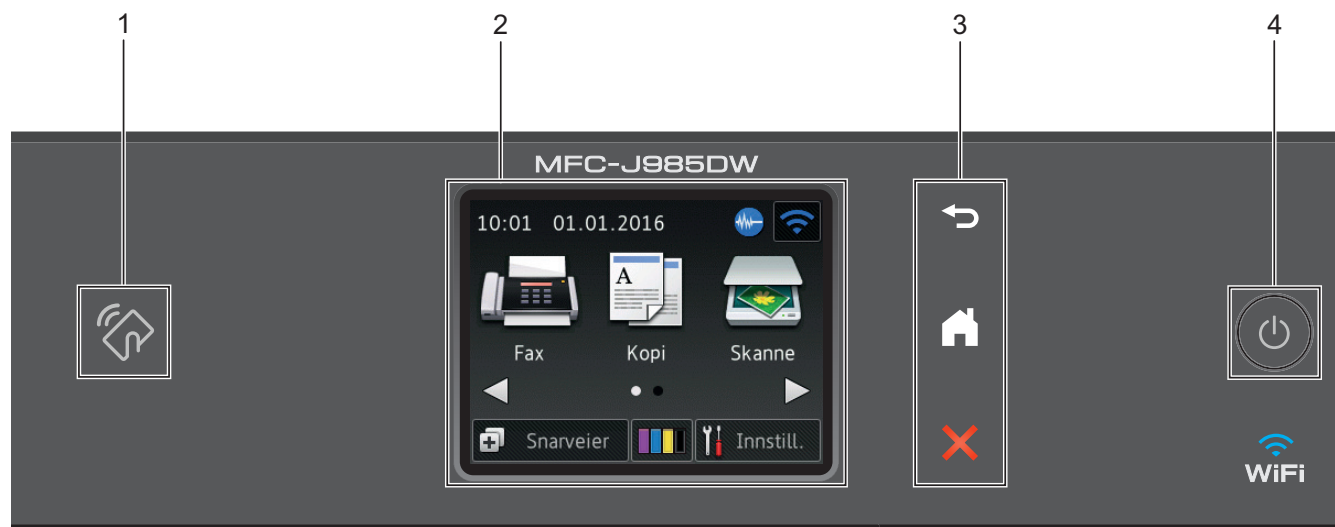 1 2 3 4
MFC-J985DW
10:01 01.01.2016
A
Fax Kopi Skanne
Snarveier Innstill.
WiFi